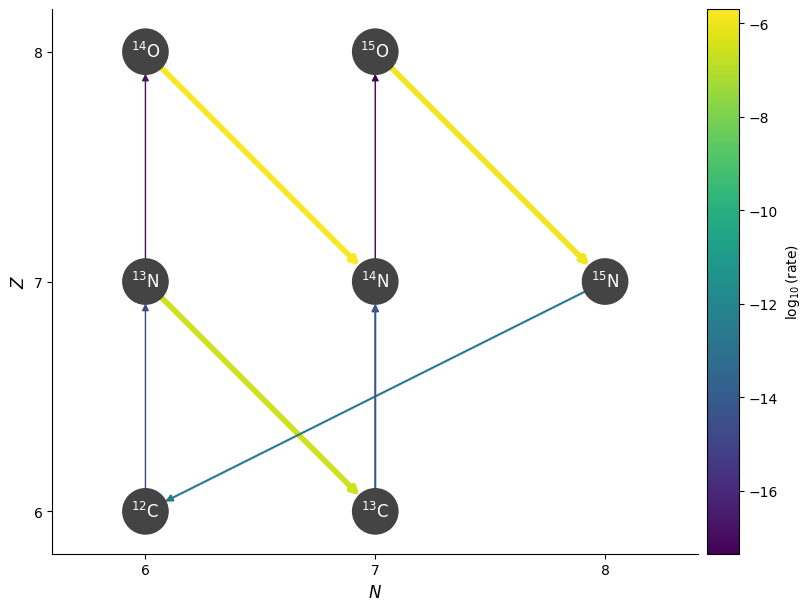 8
7
6
Z
¹⁴O
¹⁵O
¹³N
¹⁴N
¹⁵N
¹²C
¹³C
6
7
8
N
−6
−8
−10
−12
−14
−16
log₁₀(rate)